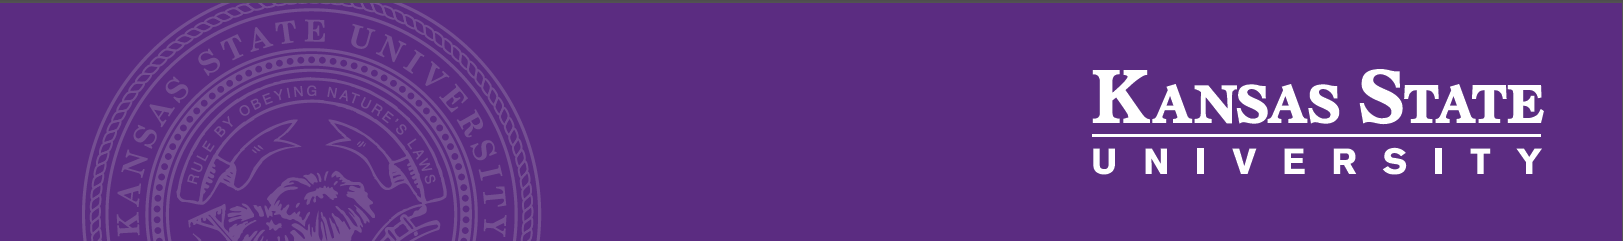 KANSAS STATE UNIVERSITY
RULE BY OBEYING NATURE'S LAWS
KANSAS STATE
UNIVERSITY